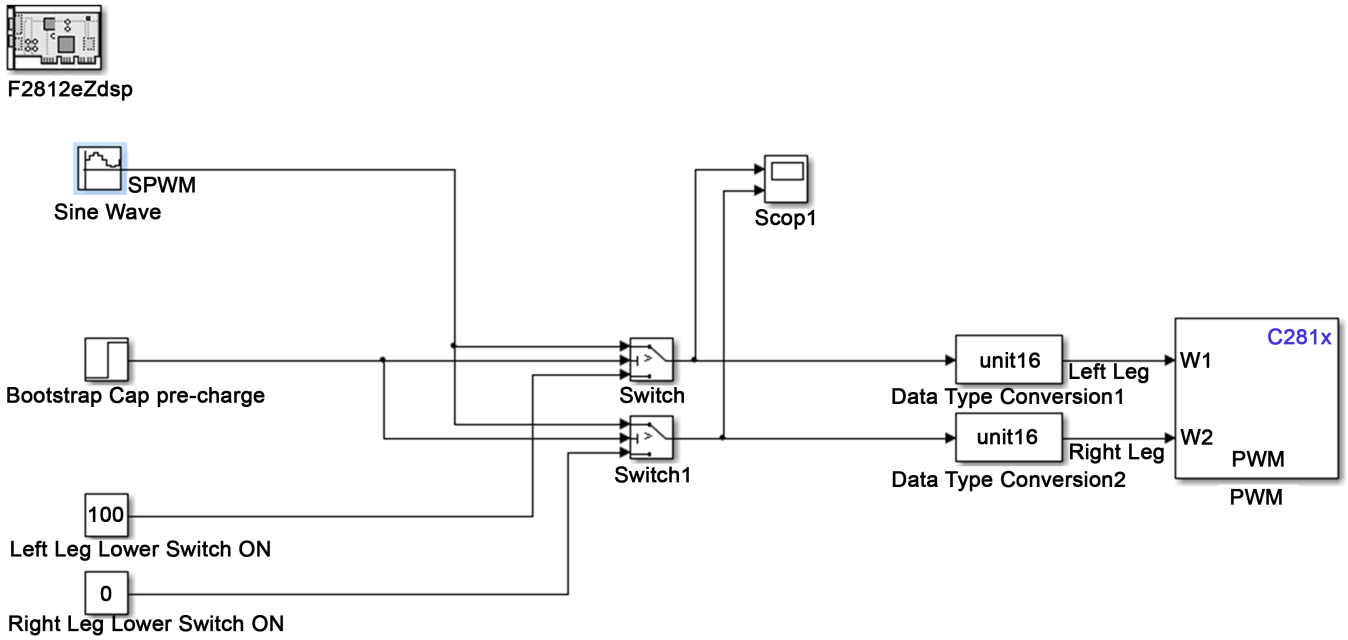 F2812eZdsp
SPWM
Sine Wave
Scop1
Bootstrap Cap pre-charge
>
Switch
unit16
Left Leg
Data Type Conversion1
C281x
W1
>
Switch1
unit16
Right Leg
Data Type Conversion2
W2
PWM
PWM
100
Left Leg Lower Switch ON
0
Right Leg Lower Switch ON